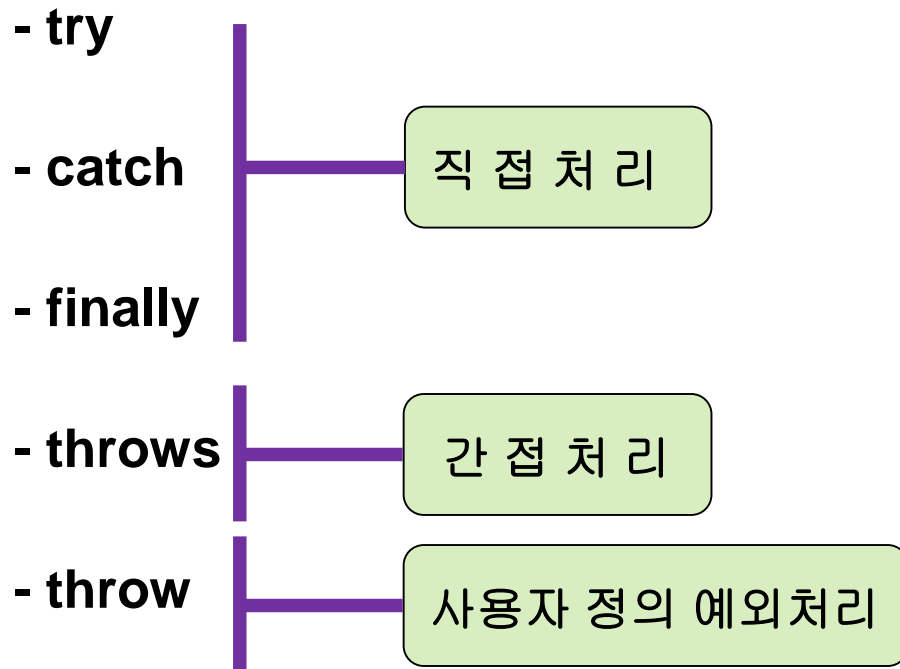 - try
- catch
직 접 처 리
- finally
- throws
간 접 처 리
- throw
사용자 정의 예외처리